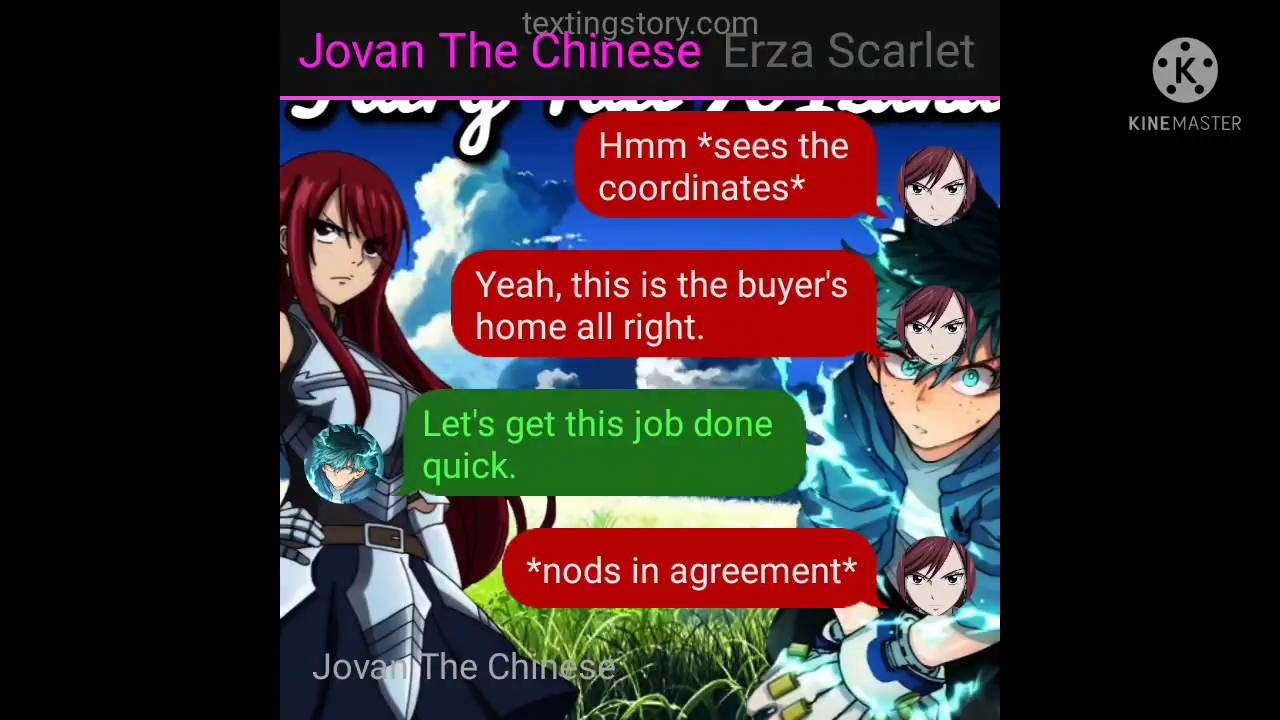 textingstory.com
Jovan The Chinese Erza Scarlet
K
KINEMASTER
Hmm *sees the
coordinates*
Yeah, this is the buyer's
home all right.
Let's get this job done
quick.
*nods in agreement*
Jovan The Chinese